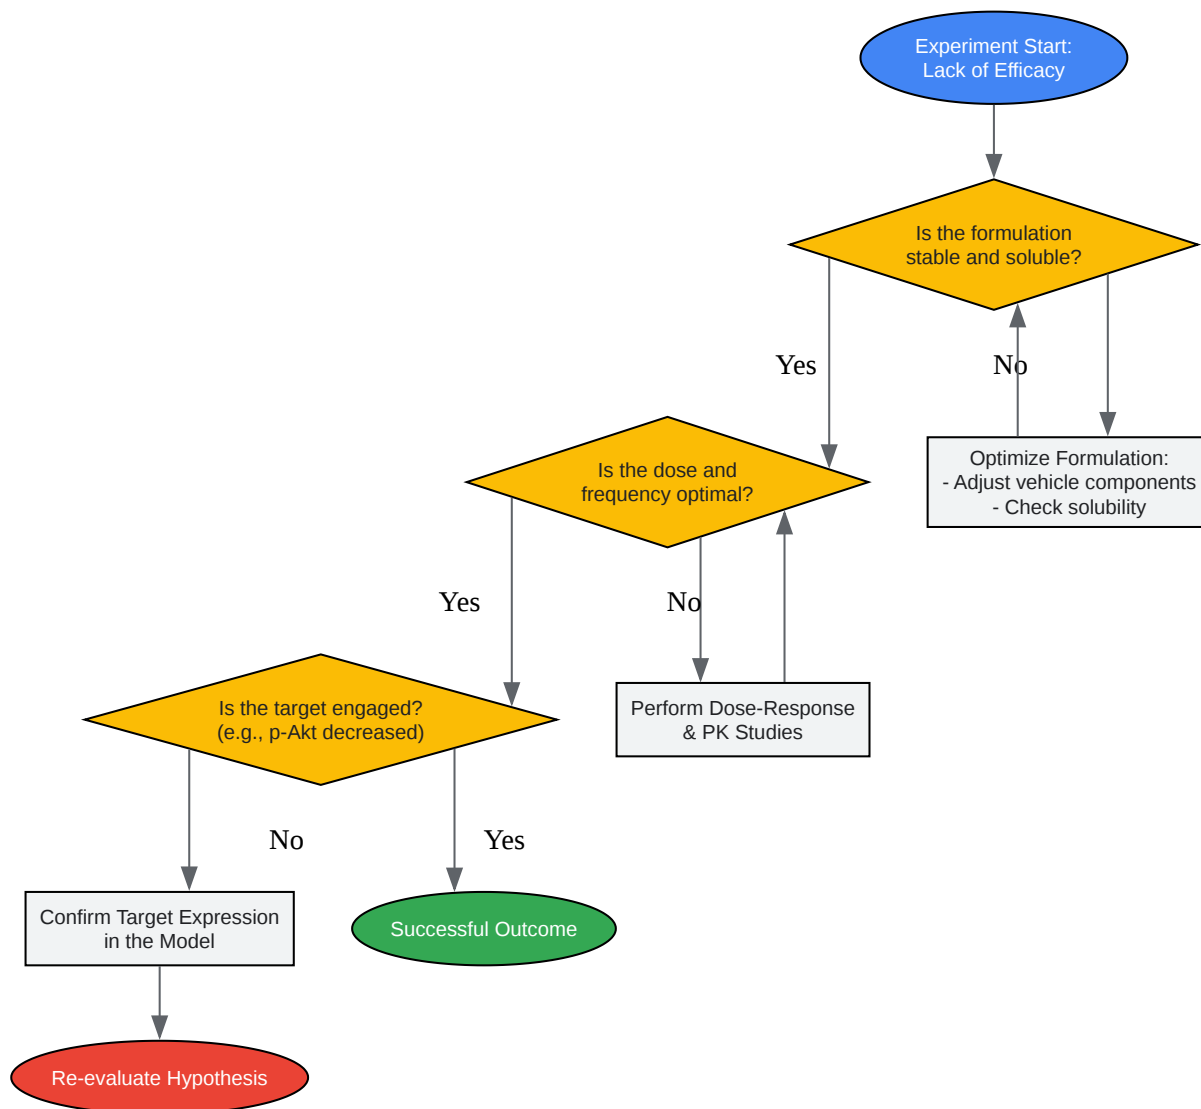 Experiment Start:
Lack of Efficacy
Is the formulation
stable and soluble?
Yes
No
Optimize Formulation:
- Adjust vehicle components
- Check solubility
Is the dose and
frequency optimal?
Yes
No
Perform Dose-Response
& PK Studies
Is the target engaged?
(e.g., p-Akt decreased)
No
Yes
Confirm Target Expression
in the Model
Successful Outcome
Re-evaluate Hypothesis